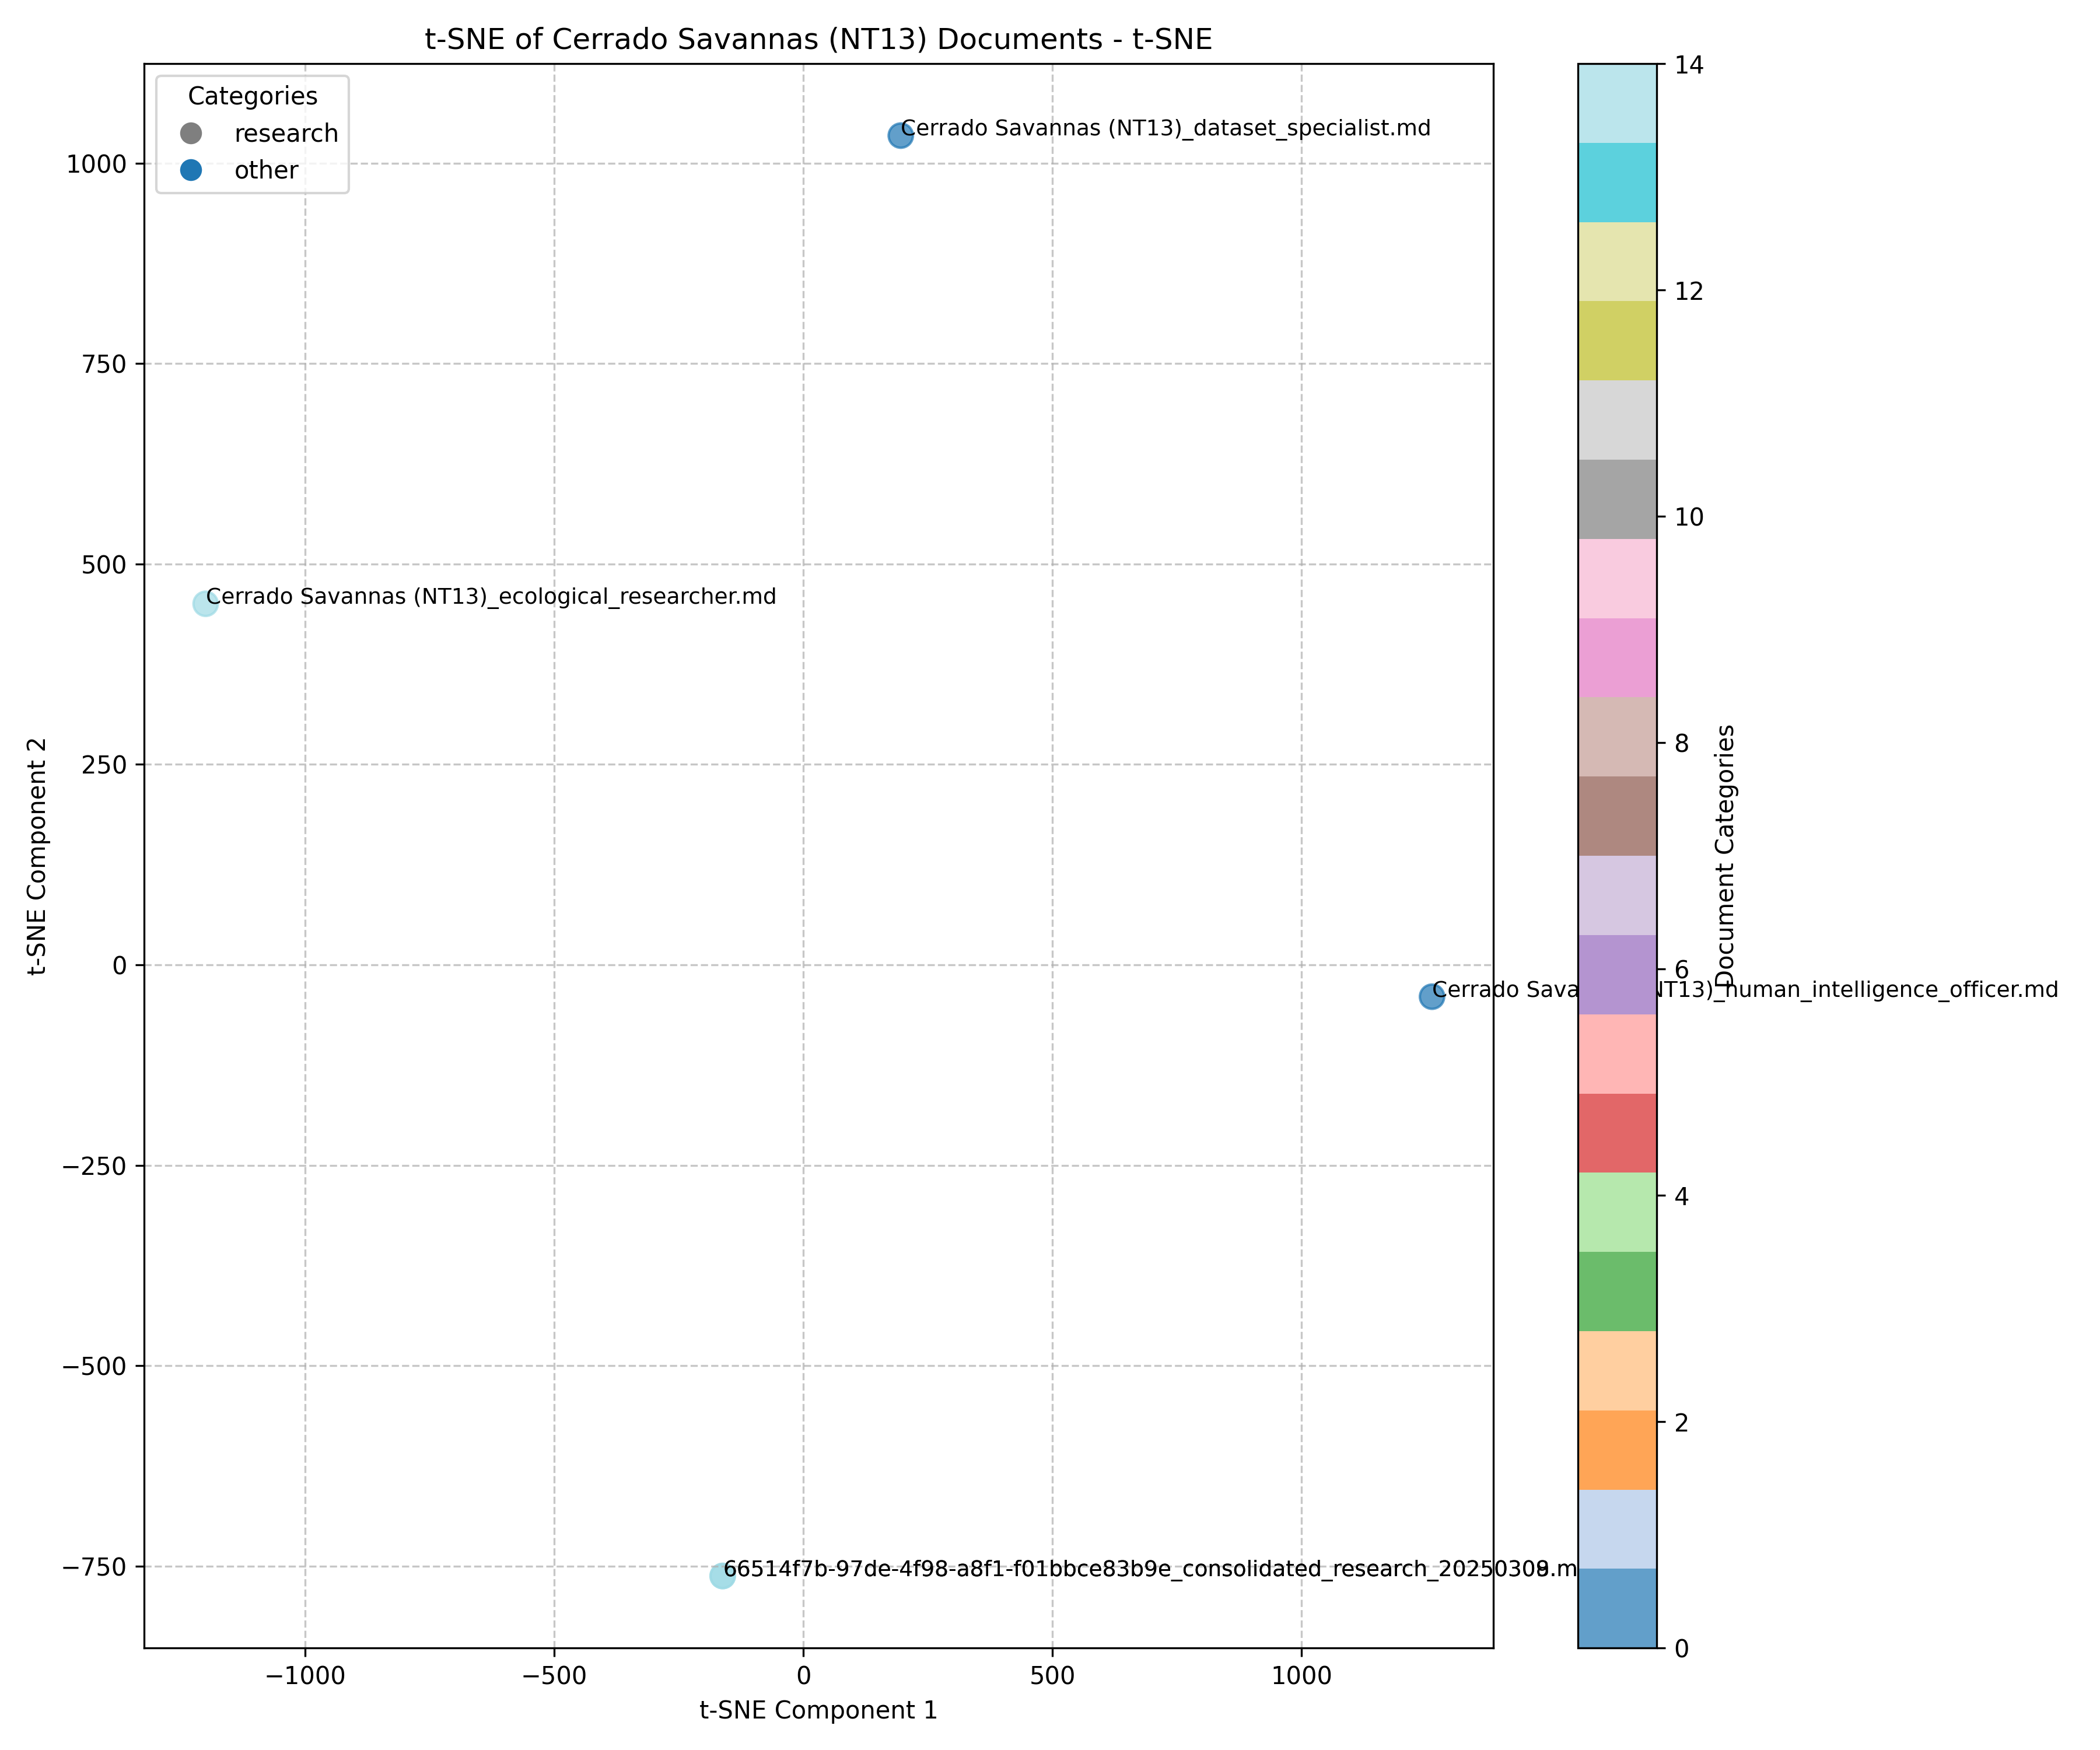 t-SNE of Cerrado Savannas (NT13) Documents - t-SNE
Categories
research
other
Cerrado Savannas (NT13)_dataset_specialist.md
Cerrado Savannas (NT13)_ecological_researcher.md
Cerrado Sava NT13)_human_intelligence_officer.md
66514f7b-97de-4f98-a8f1-f01bbce83b9e_consolidated_research_2025030
t-SNE Component 2
1000
750
500
250
0
−250
−500
−750
−1000
−500
0
500
1000
t-SNE Component 1
14
12
10
8
6
4
2
0
Document Categories